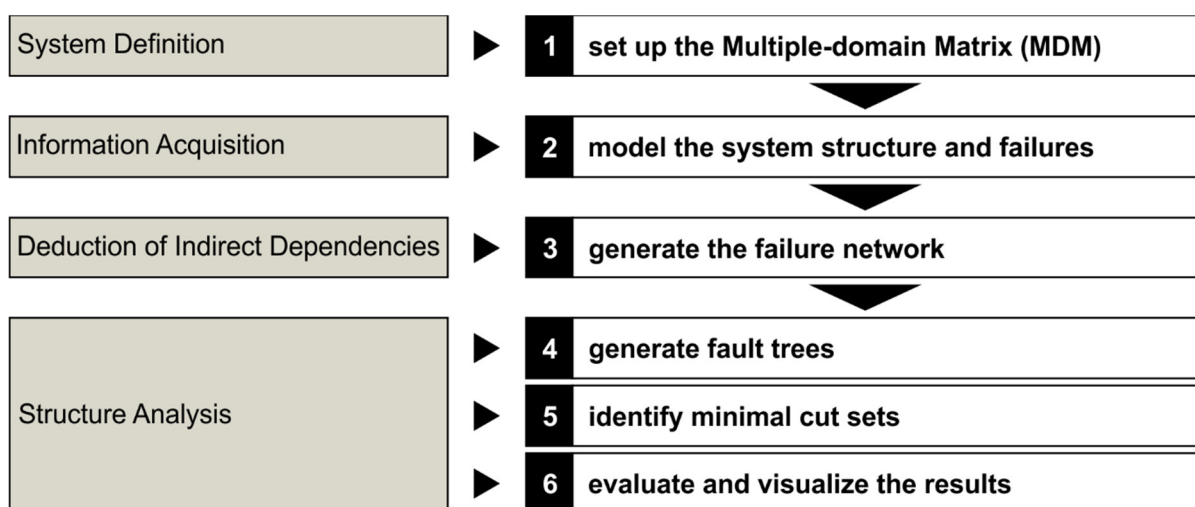 System Definition
1 set up the Multiple-domain Matrix (MDM)
Information Acquisition
2 model the system structure and failures
Deduction of Indirect Dependencies
3 generate the failure network
Structure Analysis
4 generate fault trees
5 identify minimal cut sets
6 evaluate and visualize the results